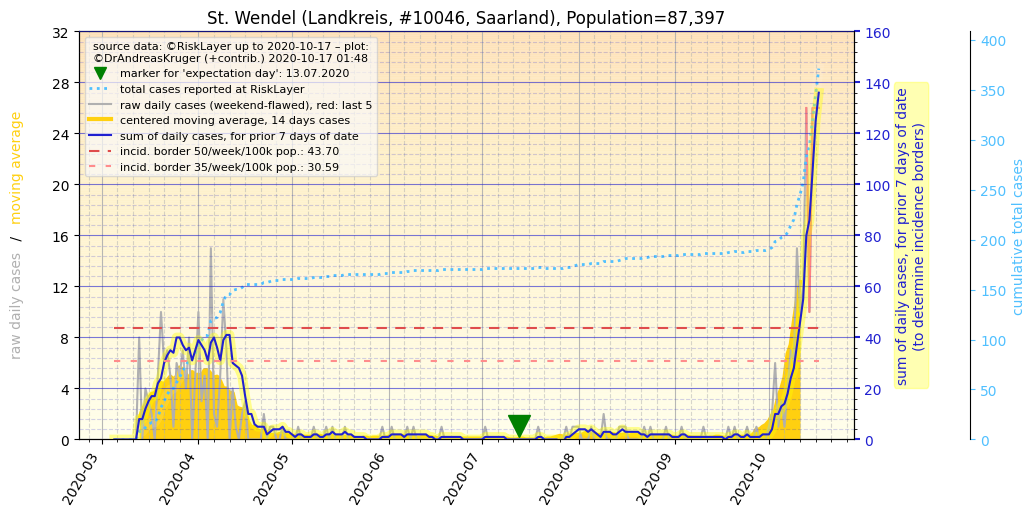 St. Wendel (Landkreis, #10046, Saarland), Population=87,397
source data: ©RiskLayer up to 2020-10-17 – plot:
©DrAndreasKruger (+contrib.) 2020-10-17 01:48
marker for 'expectation day': 13.07.2020
total cases reported at RiskLayer
raw daily cases (weekend-flawed), red: last 5
centered moving average, 14 days cases
sum of daily cases, for prior 7 days of date
incid. border 50/week/100k pop.: 43.70
incid. border 35/week/100k pop.: 30.59
raw daily cases / moving average
32
28
24
20
16
12
8
4
0
2020-03
2020-04
2020-05
2020-06
2020-07
2020-08
2020-09
2020-10
160
140
120
100
80
60
40
20
0
sum of daily cases, for prior 7 days of date
(to determine incidence borders)
400
350
300
250
200
150
100
50
0
cumulative total cases